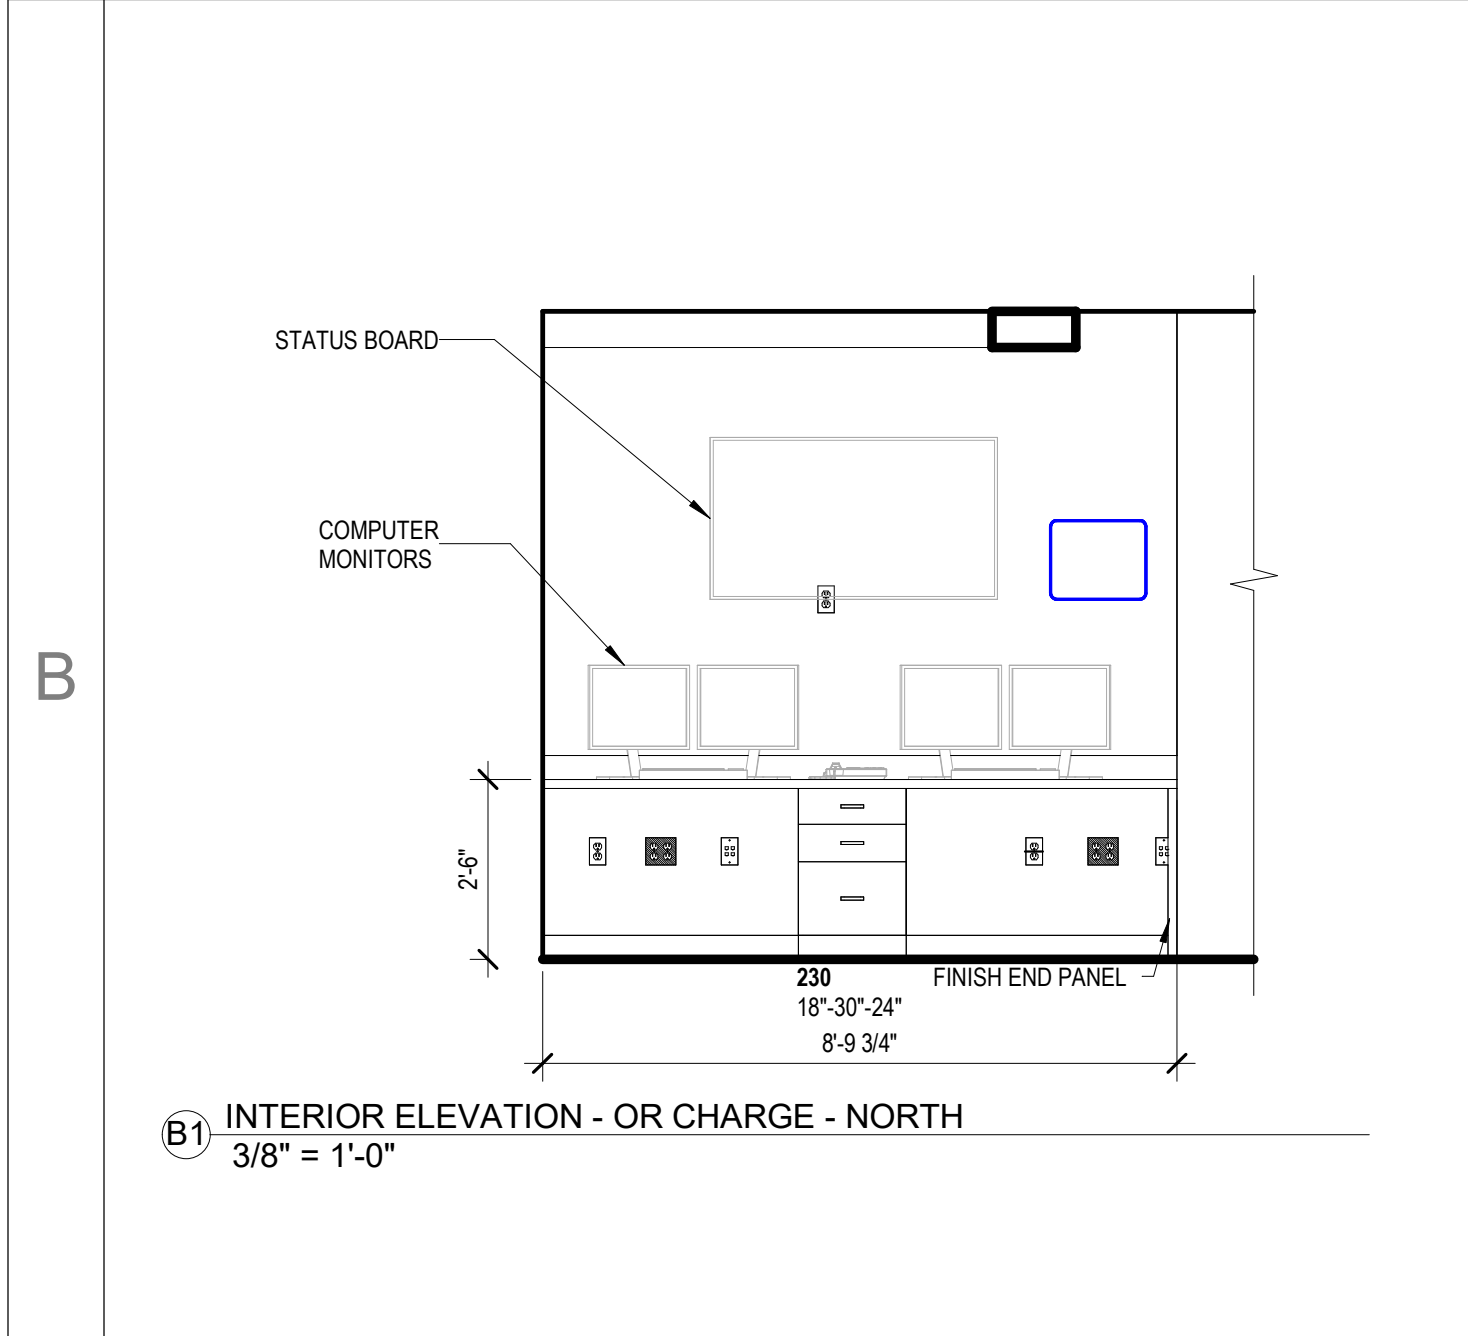 STATUS BOARD
COMPUTER
MONITORS
B
2'-6"
230
FINISH END PANEL
18"-30"-24"
8'-9 3/4"
B1
INTERIOR ELEVATION - OR CHARGE - NORTH
3/8" = 1'-0"